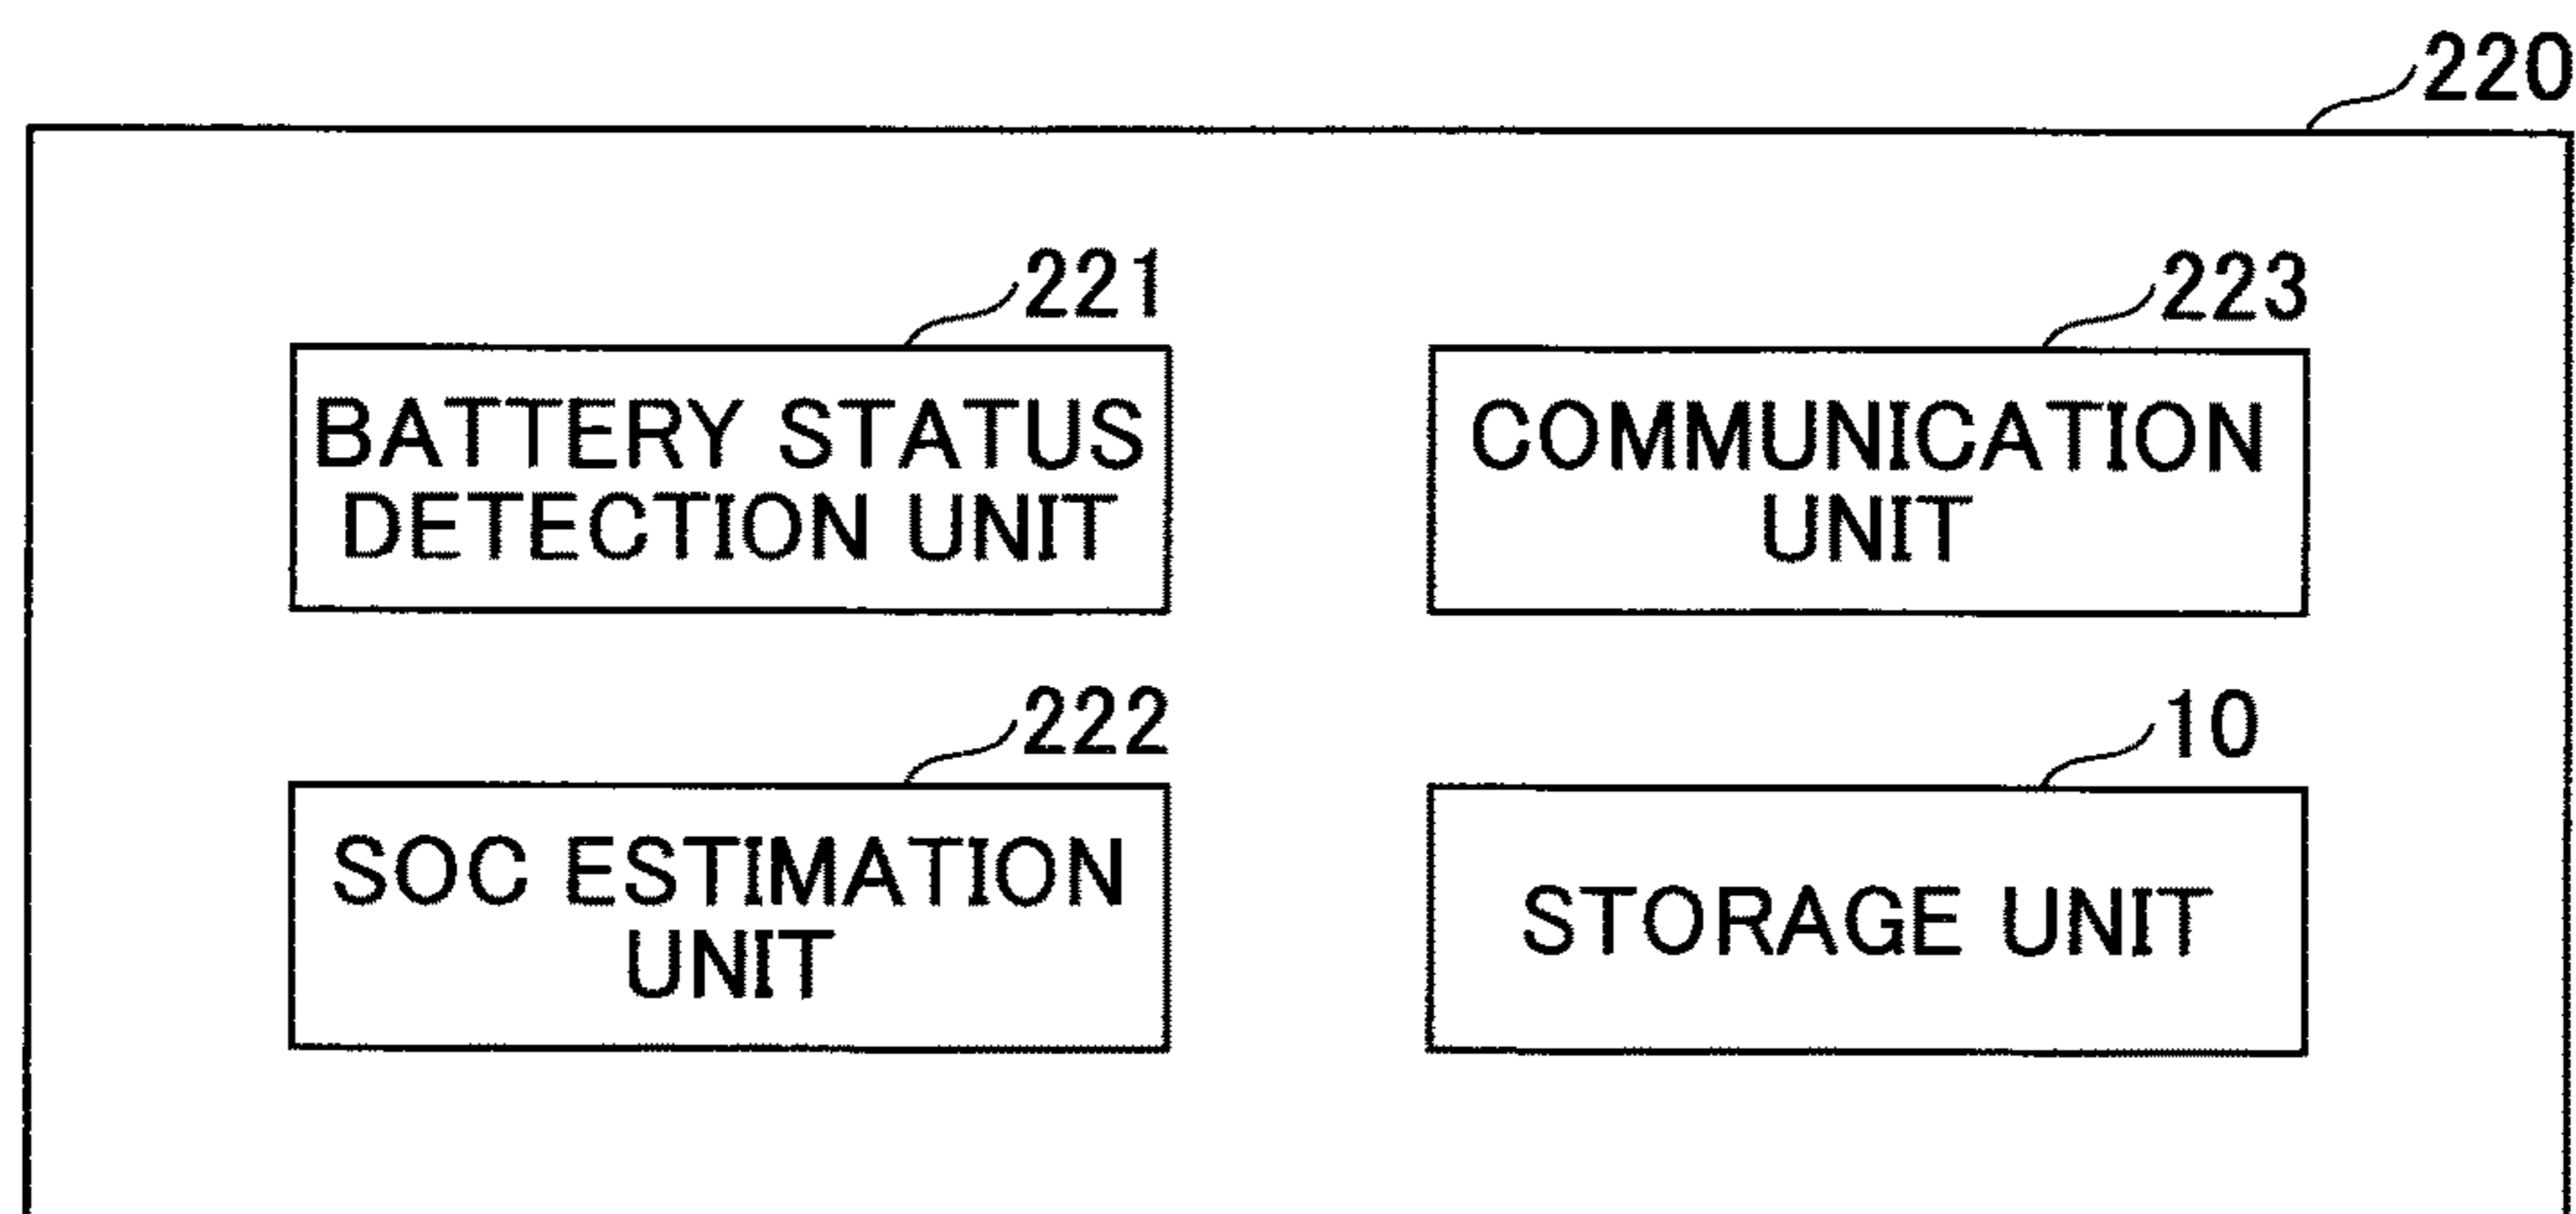 220
221
BATTERY STATUS
DETECTION UNIT
223
COMMUNICATION
UNIT
222
SOC ESTIMATION
UNIT
10
STORAGE UNIT